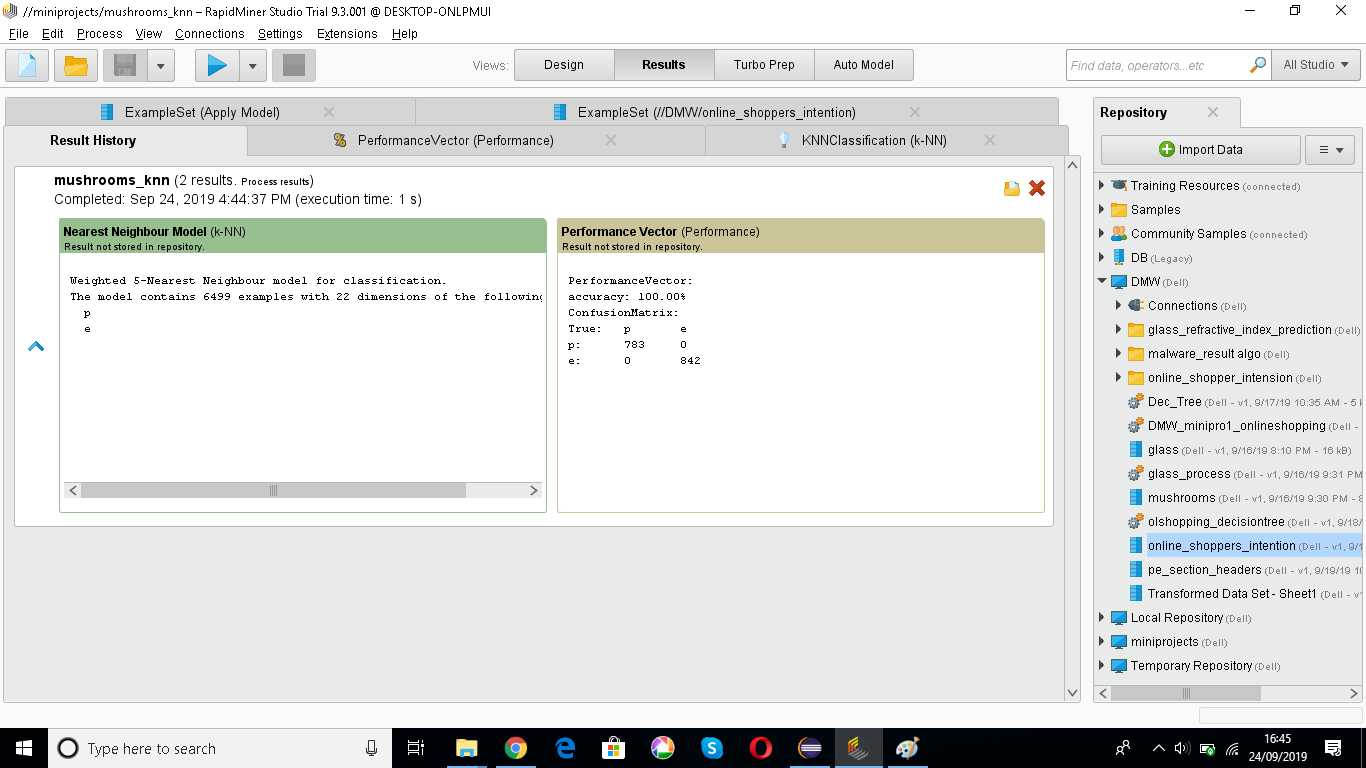 //miniprojects/mushrooms_knn – RapidMiner Studio Trial 9.3.001 @ DESKTOP-ONLPMUI
File Edit Process View Connections Settings Extensions Help
Views: Design Results Turbo Prep Auto Model Find data, operators...etc All Studio
ExampleSet (Apply Model) ExampleSet (//DMW/online_shoppers_intention)
Result History PerformanceVector (Performance) KNNClassification (k-NN)
mushrooms_knn (2 results. Process results)
Completed: Sep 24, 2019 4:44:37 PM (execution time: 1 s)
Nearest Neighbour Model (k-NN)
Result not stored in repository.
Weighted 5-Nearest Neighbour model for classification.
The model contains 6499 examples with 22 dimensions of the following
p
e
Performance Vector (Performance)
Result not stored in repository.
PerformanceVector:
accuracy: 100.00%
ConfusionMatrix:
True: p e
p: 783 0
e: 0 842
Repository
Import Data
Training Resources (connected)
Samples
Community Samples (connected)
DB (Legacy)
DMW (Dell)
Connections (Dell)
glass_refractive_index_prediction (Dell)
malware_result algo (Dell)
online_shopper_intension (Dell)
Dec_Tree (Dell - v1, 9/17/19 10:35 AM - 5 k
DMW_minipro1_onlineshopping (Dell -
glass (Dell - v1, 9/16/19 8:10 PM - 16 kB)
glass_process (Dell - v1, 9/16/19 9:31 PM
mushrooms (Dell - v1, 9/16/19 9:30 PM - 8
olshopping_decisiontree (Dell - v1, 9/18/
online_shoppers_intention (Dell - v1, 9/1
pe_section_headers (Dell - v1, 9/19/19 10
Transformed Data Set - Sheet1 (Dell - v1
Local Repository (Dell)
miniprojects (Dell)
Temporary Repository (Dell)
Type here to search
16:45
24/09/2019